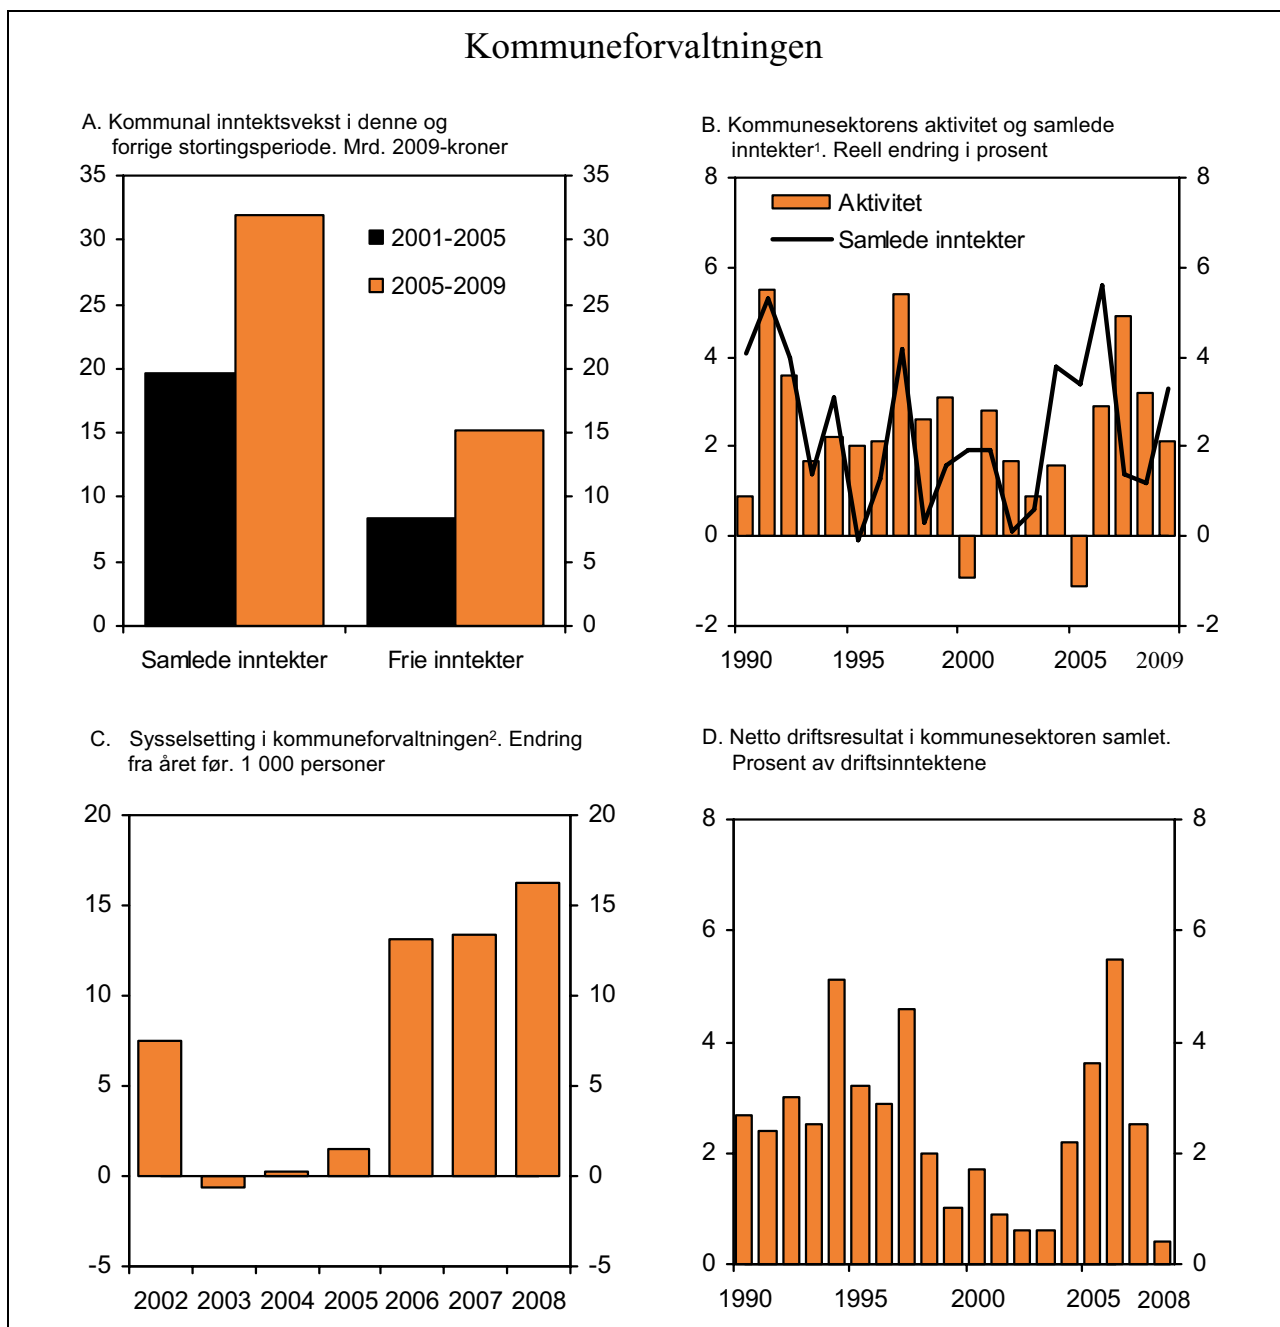 Kommuneforvaltningen
A. Kommunal inntektsvekst i denne og
forrige stortingsperiode. Mrd. 2009-kroner
35 35
30 30
25 25
20 20
15 15
10 10
5 5
0 0
2001-2005
2005-2009
Samlede inntekter Frie inntekter
B. Kommunesektorens aktivitet og samlede
inntekter¹. Reell endring i prosent
8 8
6 6
4 4
2 2
0 0
-2 -2
Aktivitet
Samlede inntekter
1990 1995 2000 2005 2009
C. Sysselsetting i kommuneforvaltningen². Endring
fra året før. 1 000 personer
20 20
15 15
10 10
5 5
0 0
-5 -5
2002 2003 2004 2005 2006 2007 2008
D. Netto driftsresultat i kommunesektoren samlet.
Prosent av driftsinntektene
8 8
6 6
4 4
2 2
0 0
1990 1995 2000 2005 2008